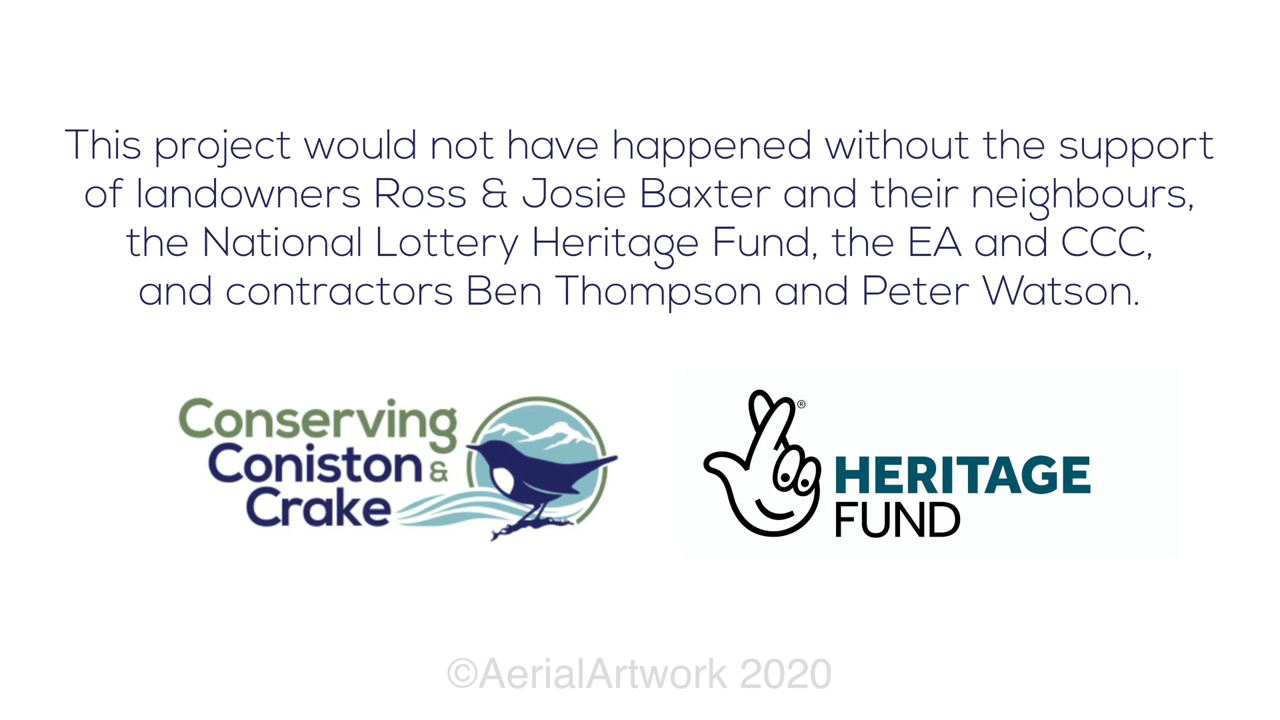 This project would not have happened without the support
of landowners Ross & Josie Baxter and their neighbours,
the National Lottery Heritage Fund, the EA and CCC,
and contractors Ben Thompson and Peter Watson.
Conserving
Coniston &
Crake
®
HERITAGE
FUND
©AerialArtwork 2020